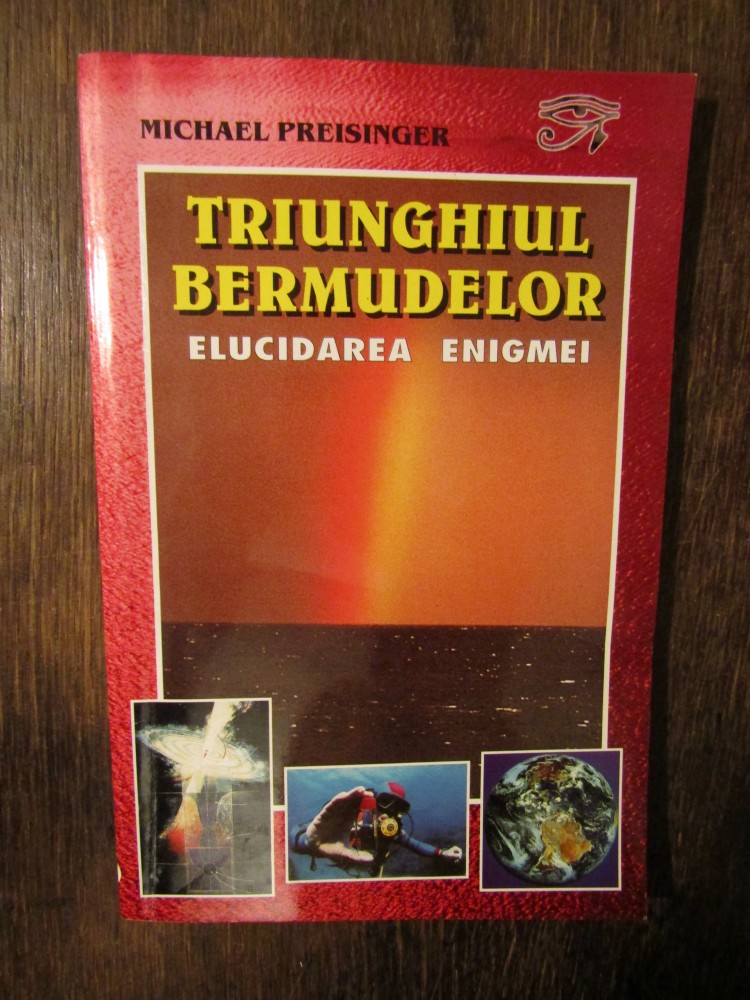 MICHAEL PREISINGER
TRIUNGHIUL
BERMUDELOR
ELUCIDAREA ENIGMEI